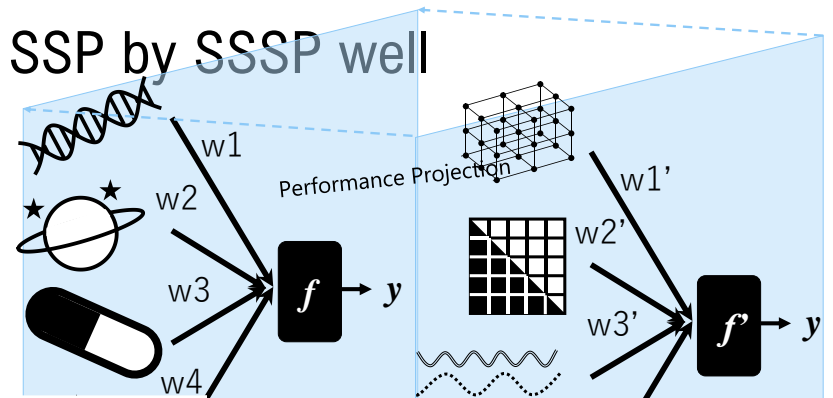 SSP by SSSP well
w1
w2
w3
w4
f
y
Performance Projection
w1’
w2’
w3’
f’
y